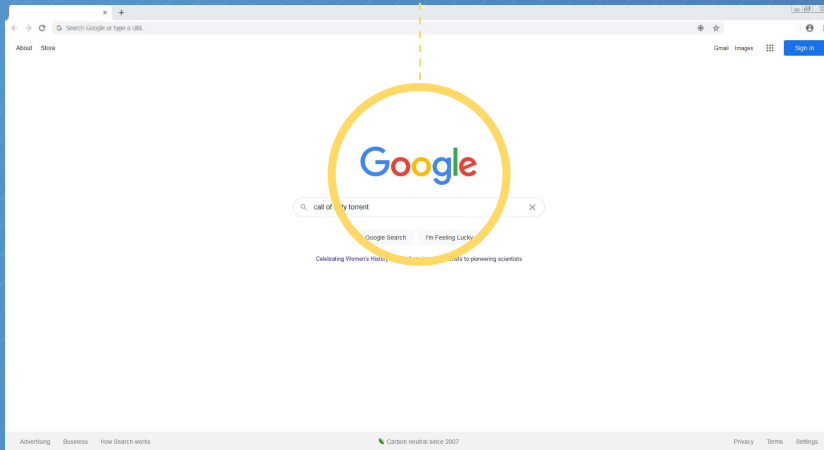 × +
Search Google or type a URL
About Store
Gmail Images
Sign in
Google
call of torrent
Google Search I'm Feeling Lucky
Celebrating Women's History to pioneering scientists
Advertising Business How Search works
Carbon neutral since 2007
Privacy Terms Settings